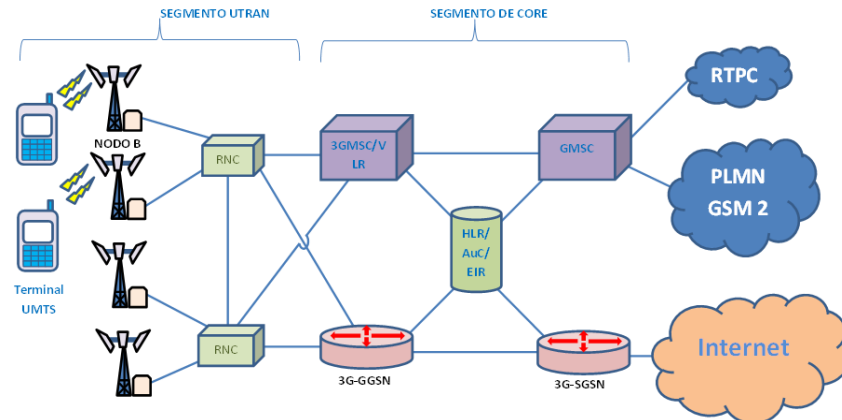 SEGMENTO UTRAN
SEGMENTO DE CORE
RTPC
NODO B
RNC
3GMSC/V
LR
GMSC
PLMN
GSM 2
HLR/
AuC/
EIR
Terminal
UMTS
RNC
Internet
3G-GGSN
3G-SGSN